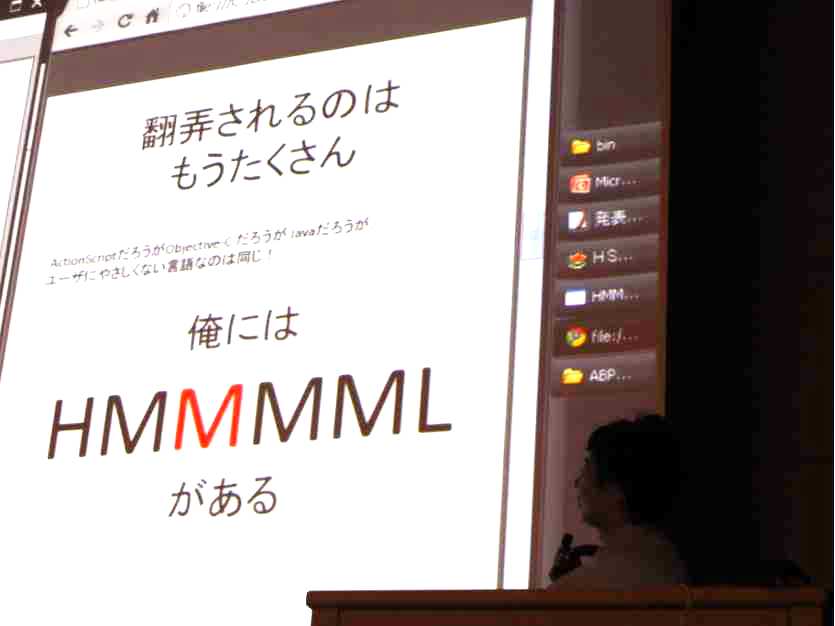 翻弄されるのは
もうたくさん
ActionScriptだろうがObjective-Cだろうが Javaだろうが
ユーザにやさしくない言語なのは同じ！
俺には
HMMMMML
がある
bin
Micr...
発表...
H S...
HMM...
file:/...
ABP...